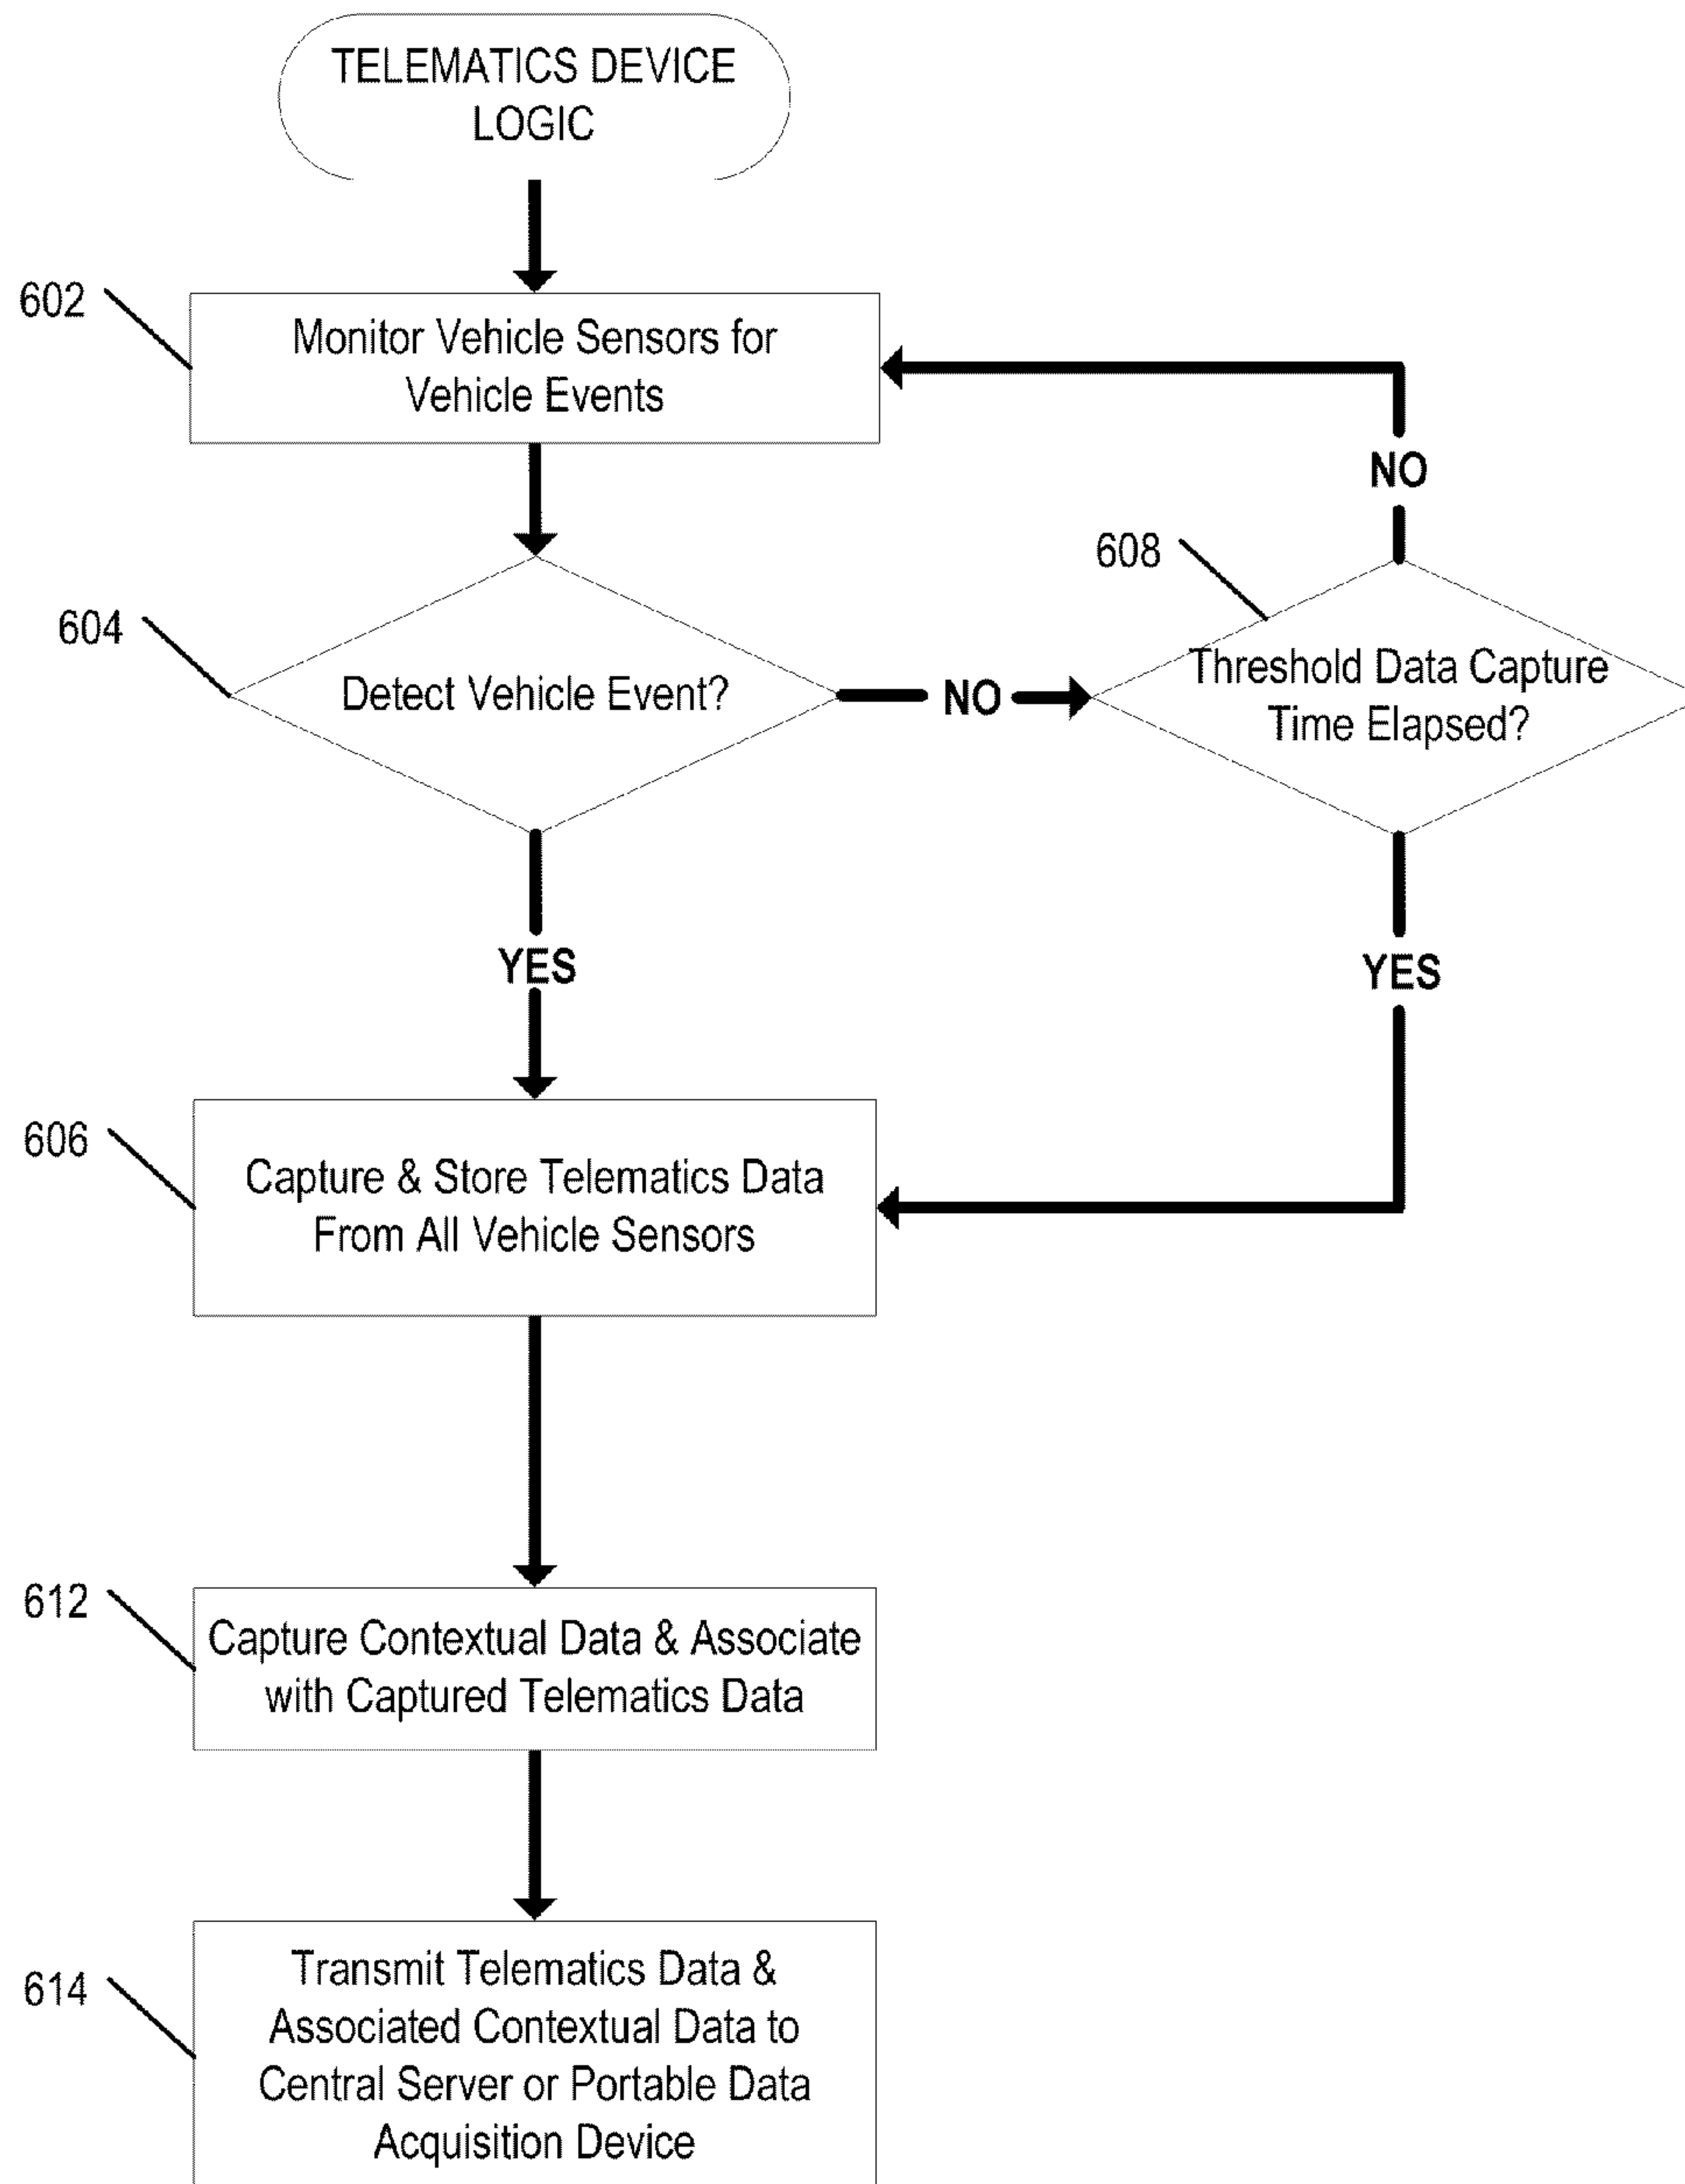 TELEMATICS DEVICE
LOGIC
602
Monitor Vehicle Sensors for
Vehicle Events
NO
608
604
Detect Vehicle Event?
NO
Threshold Data Capture
Time Elapsed?
YES
YES
606
Capture & Store Telematics Data
From All Vehicle Sensors
612
Capture Contextual Data & Associate
with Captured Telematics Data
614
Transmit Telematics Data &
Associated Contextual Data to
Central Server or Portable Data
Acquisition Device